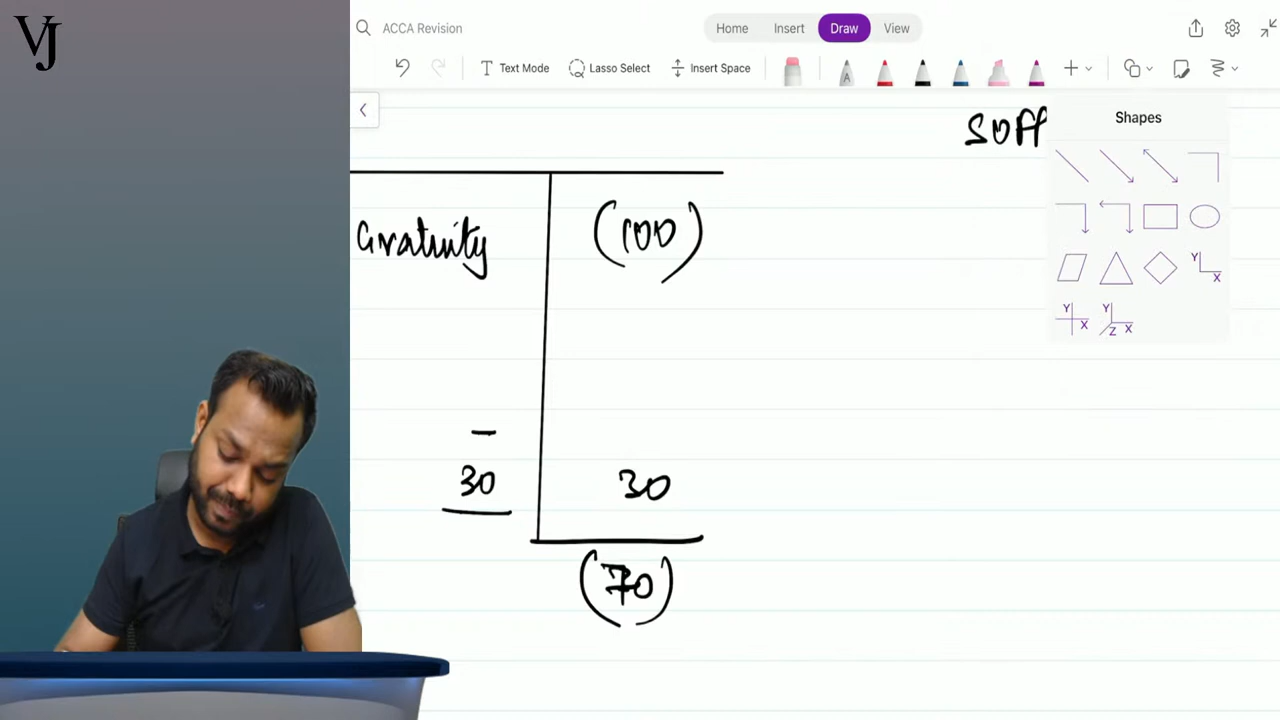 VJ
ACCA Revision
Home Insert Draw View
Text Mode Lasso Select Insert Space
A
SOFP
Shapes
Gratuity (100)
Y
X
Y
X
Y
Z X
–
30 30
(70)